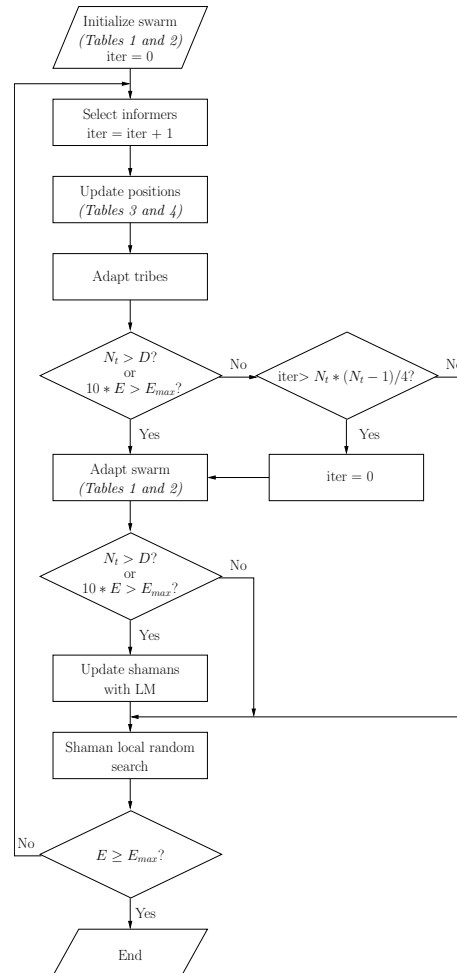 Initialize swarm
(Tables 1 and 2)
iter = 0
Select informers
iter = iter + 1
Update positions
(Tables 3 and 4)
Adapt tribes
N_t > D?
or
10 * E > E_max?
No
iter> N_t * (N_t − 1)/4?
No
Yes
Yes
Adapt swarm
(Tables 1 and 2)
iter = 0
N_t > D?
or
10 * E > E_max?
No
Yes
Update shamans
with LM
Shaman local random
search
No
E ≥ E_max?
Yes
End